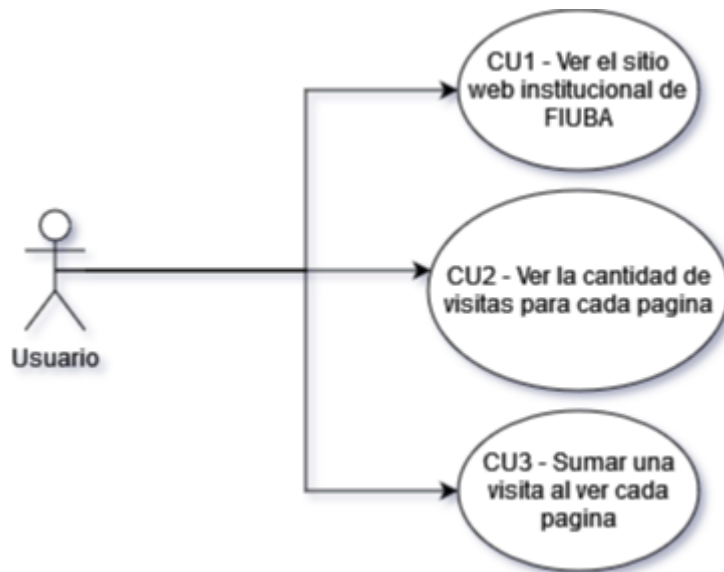 CU1 - Ver el sitio
web institucional de
FIUBA
CU2 - Ver la cantidad de
visitas para cada pagina
Usuario
CU3 - Sumar una
visita al ver cada
pagina